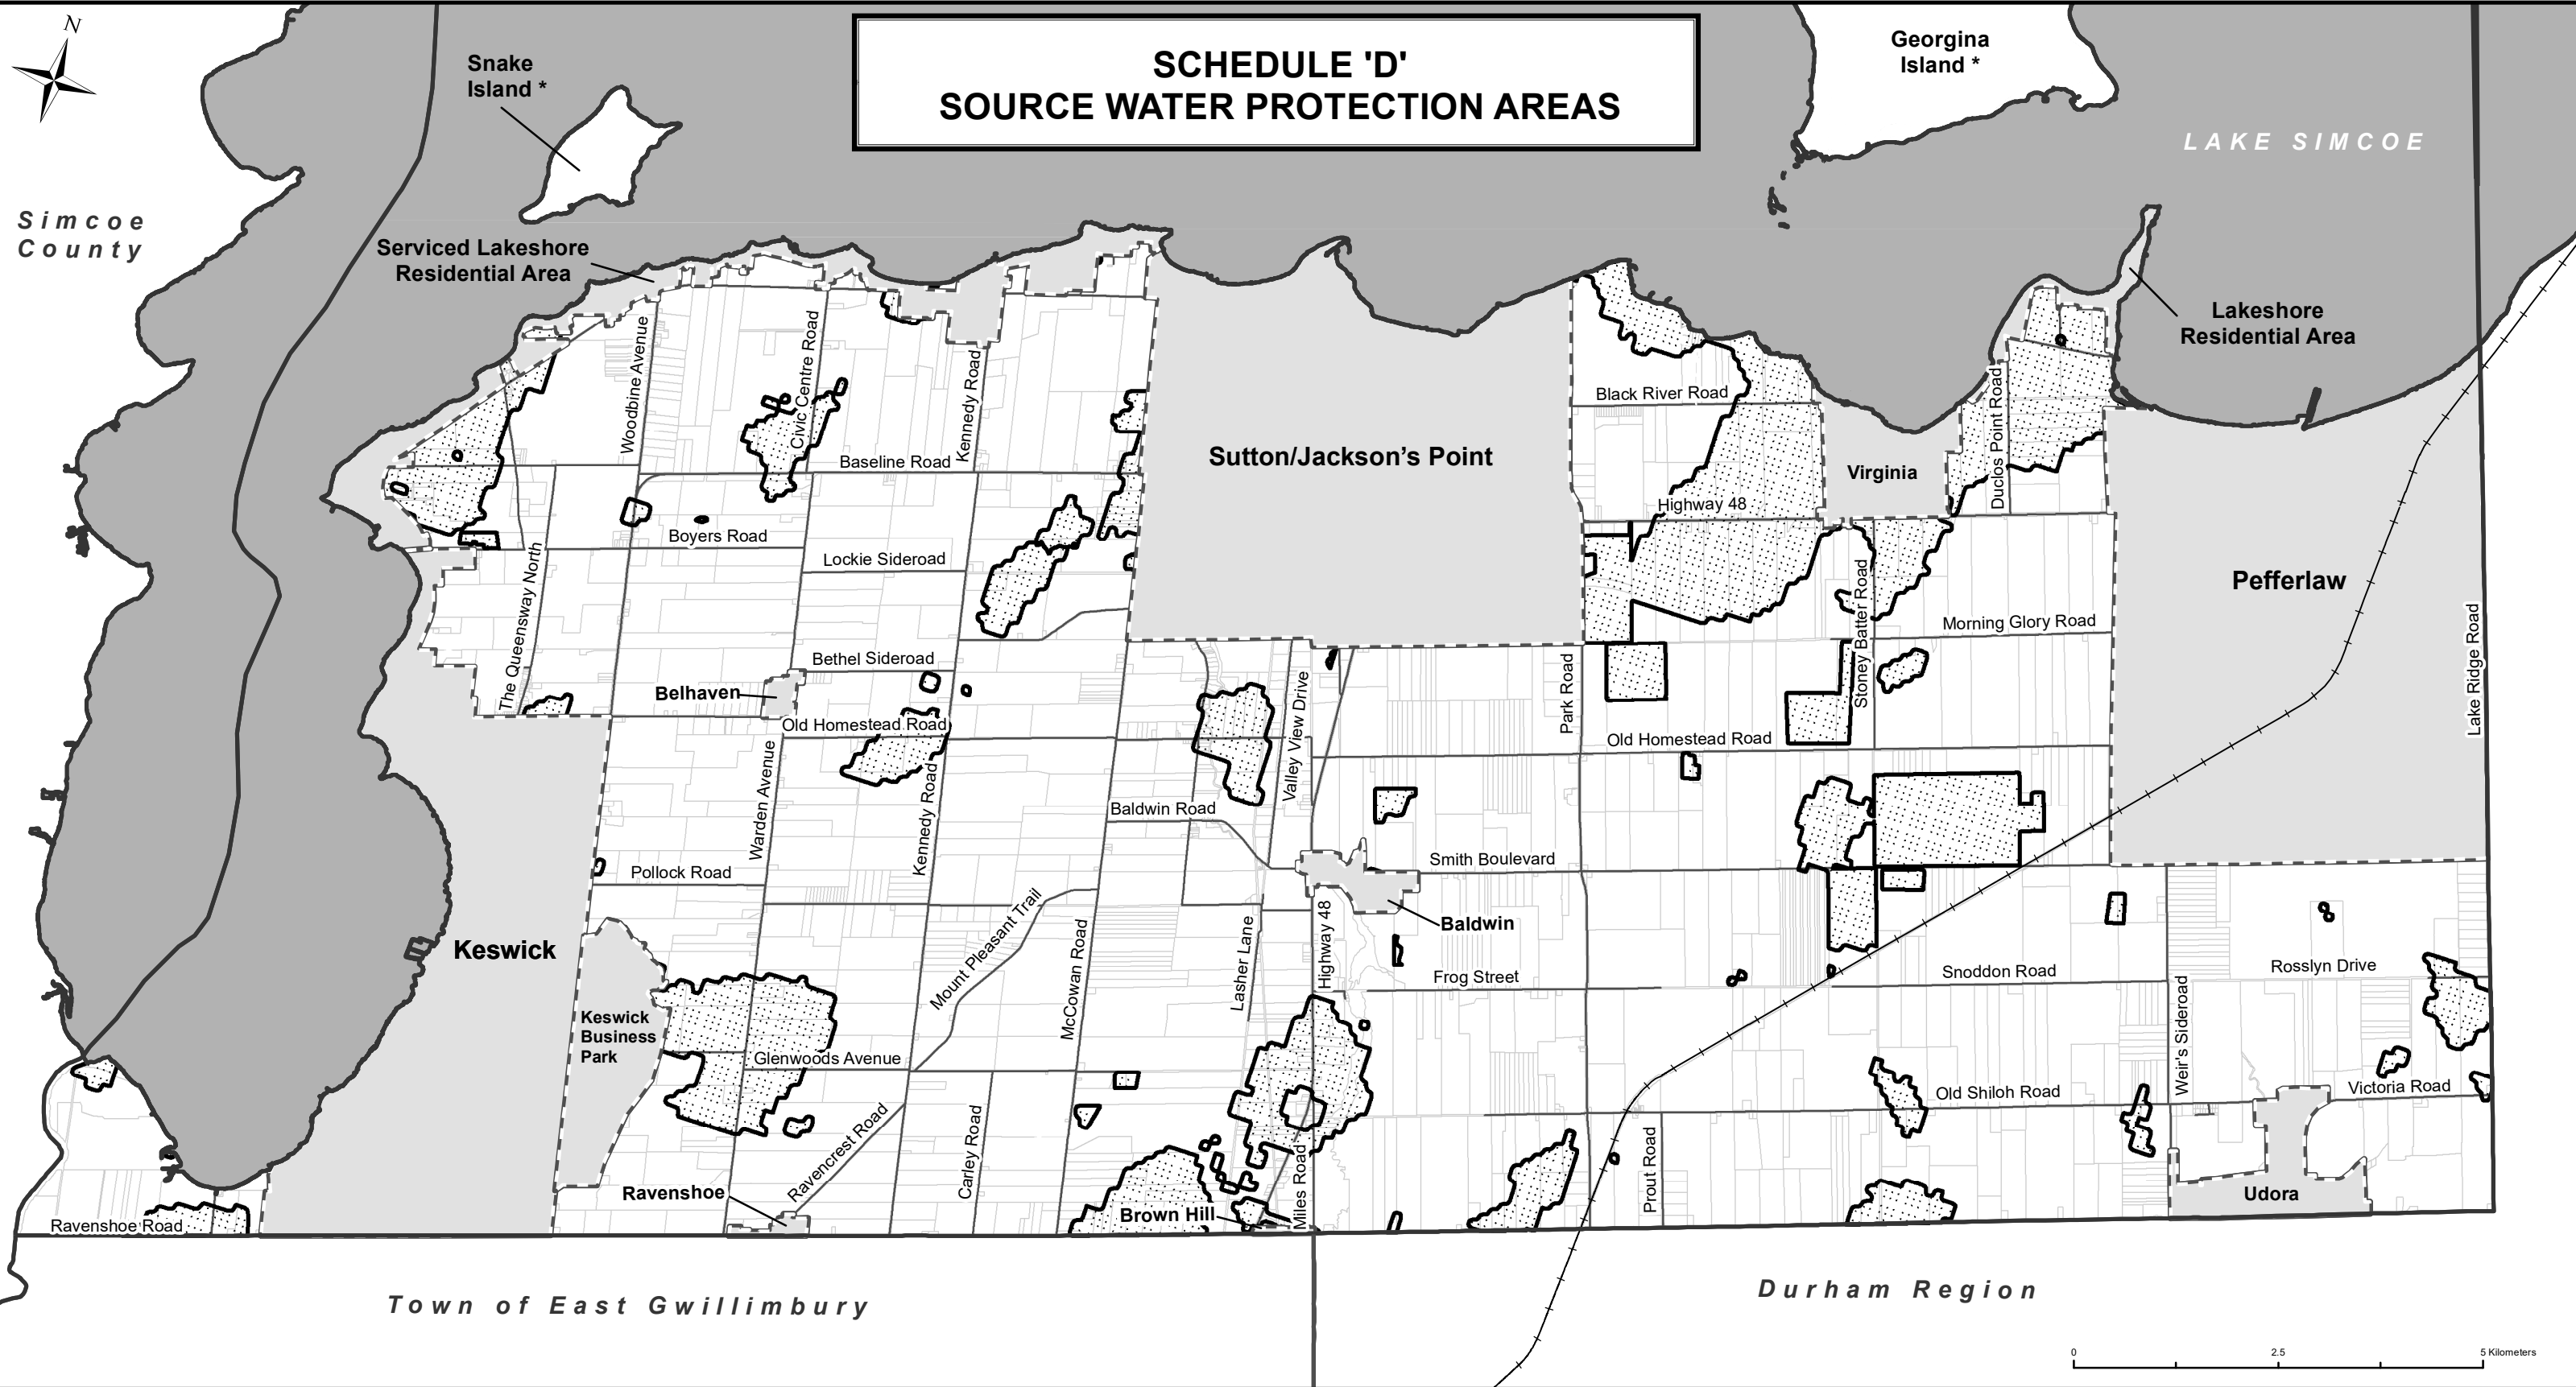 N
SCHEDULE 'D'
SOURCE WATER PROTECTION AREAS
Snake
Island *
Georgina
Island *
LAKE SIMCOE
Simcoe
County
Serviced Lakeshore
Residential Area
Lakeshore
Residential Area
Woodbine Avenue
Civic Centre Road
Kennedy Road
Black River Road
Duclos Point Road
Baseline Road
Sutton/Jackson's Point
Virginia
Highway 48
Boyers Road
Lockie Sideroad
The Queensway North
Stoney Batter Road
Pefferlaw
Morning Glory Road
Lake Ridge Road
Bethel Sideroad
Belhaven
Old Homestead Road
Valley View Drive
Park Road
Old Homestead Road
Warden Avenue
Kennedy Road
Baldwin Road
Pollock Road
Smith Boulevard
Baldwin
Keswick
Mount Pleasant Trail
McCowan Road
Lasher Lane
Highway 48
Frog Street
Snoddon Road
Rosslyn Drive
Weir's Sideroad
Keswick
Business
Park
Glenwoods Avenue
Old Shiloh Road
Victoria Road
Ravencrest Road
Carley Road
Miles Road
Prout Road
Ravenshoe
Brown Hill
Udora
Ravenshoe Road
Town of East Gwillimbury
Durham Region
0 2.5 5 Kilometers